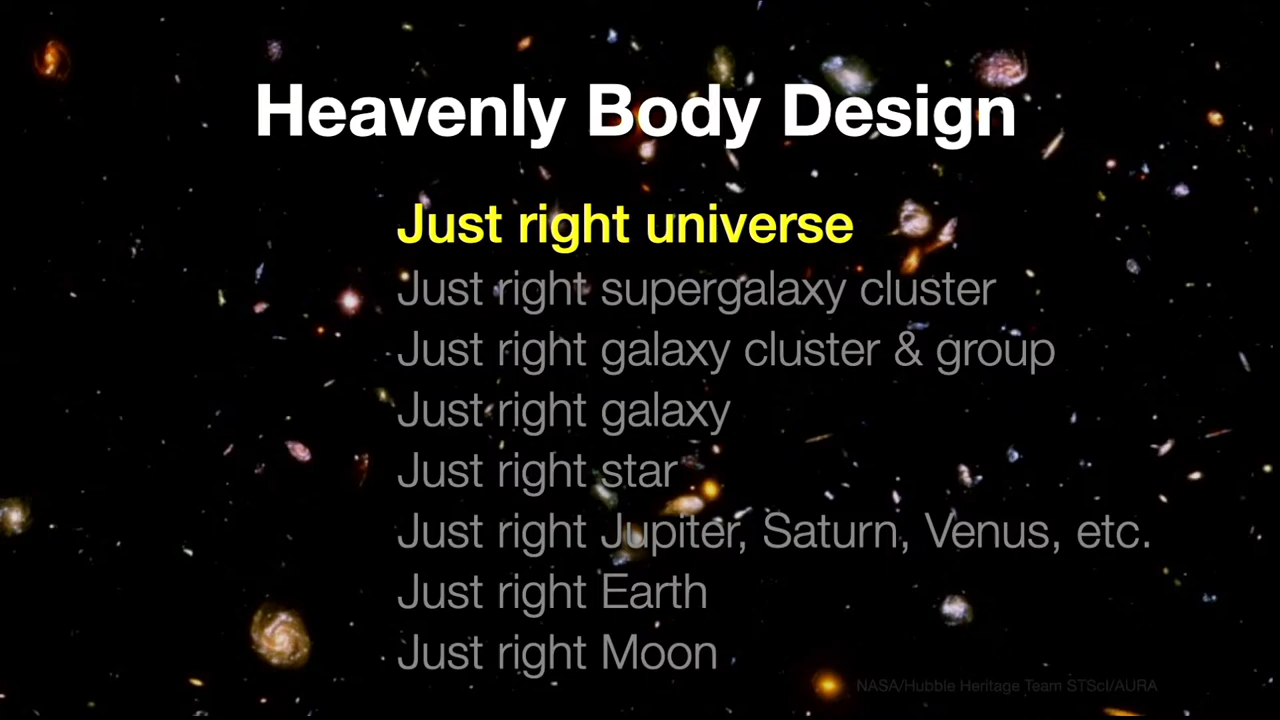 Heavenly Body Design
Just right universe
Just right supergalaxy cluster
Just right galaxy cluster & group
Just right galaxy
Just right star
Just right Jupiter, Saturn, Venus, etc.
Just right Earth
Just right Moon
NASA/Hubble Heritage Team STScI/AURA